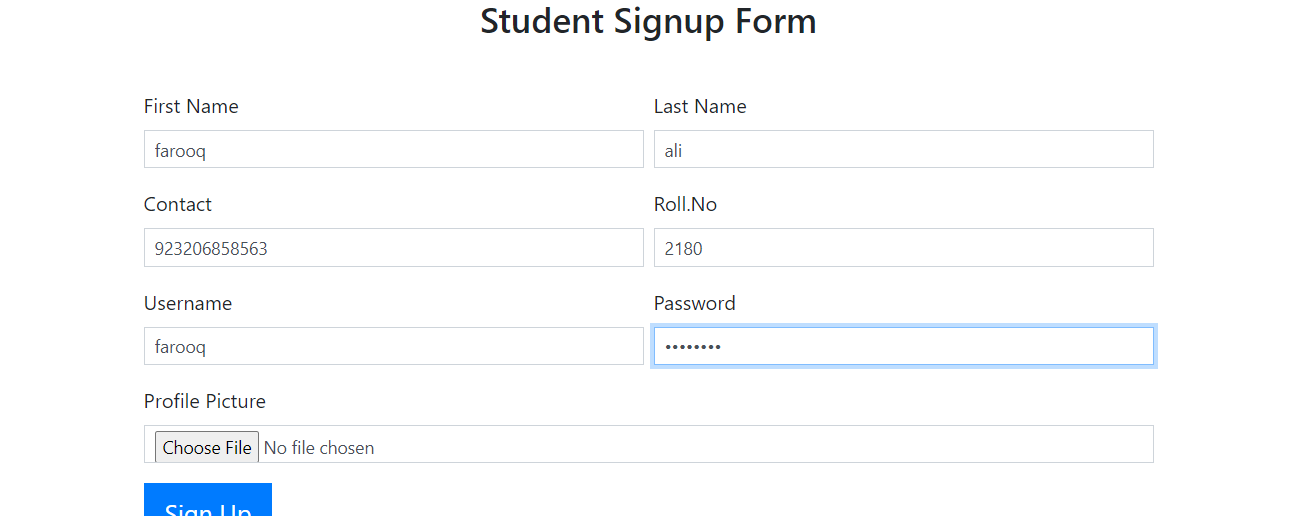 Student Signup Form
First Name Last Name
farooq ali
Contact Roll.No
923206858563 2180
Username Password
farooq ••••••••
Profile Picture
Choose File No file chosen
Sign Up